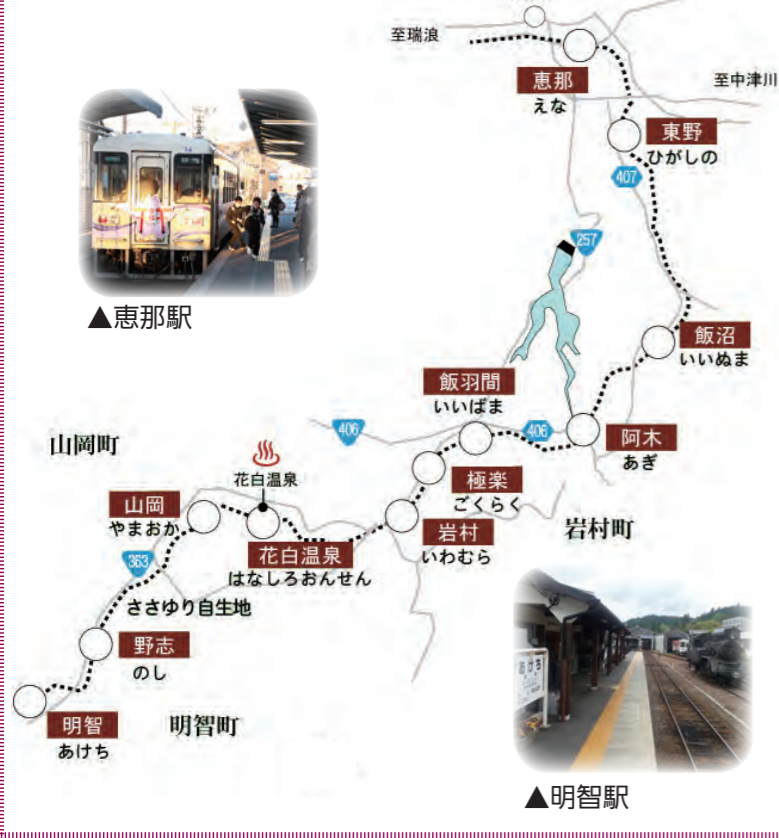 至瑞浪
恵那
えな
至中津川
東野
ひがしの
407
257
▲恵那駅
飯沼
いいぬま
飯羽間
いいばま
406
406
阿木
あぎ
山岡町
花白温泉
極楽
ごくらく
山岡
やまおか
岩村
いわむら
岩村町
花白温泉
はなしろおんせん
363
ささゆり自生地
野志
のし
あけち
明智
あけち
明智町
▲明智駅